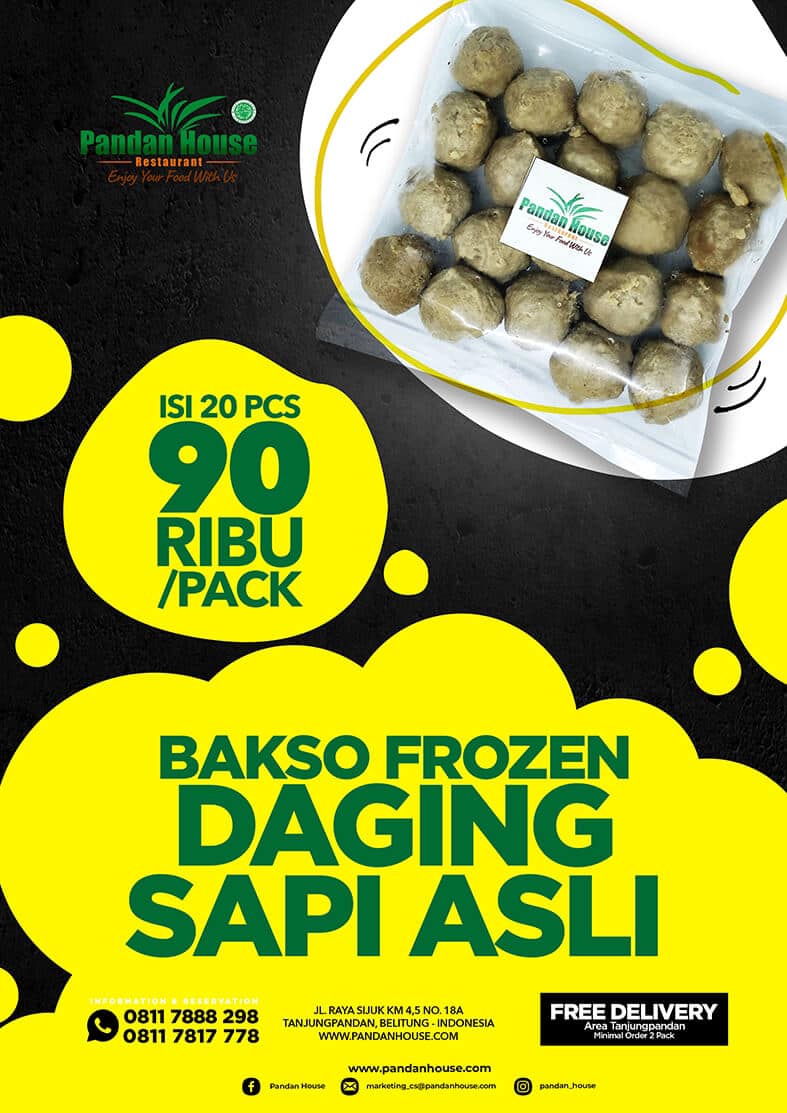 Pandan House
Restaurant
Enjoy Your Food With Us
Pandan House
RESTAURANT
Enjoy Your Food With Us
ISI 20 PCS
90
RIBU
/PACK
BAKSO FROZEN
DAGING
SAPI ASLI
INFORMATION & RESERVATION
0811 7888 298
0811 7817 778
JL. RAYA SIJUK KM 4,5 NO. 18A
TANJUNGPANDAN, BELITUNG - INDONESIA
WWW.PANDANHOUSE.COM
FREE DELIVERY
Area Tanjungpandan
Minimal Order 2 Pack
www.pandanhouse.com
Pandan House
marketing_cs@pandanhouse.com
pandan_house